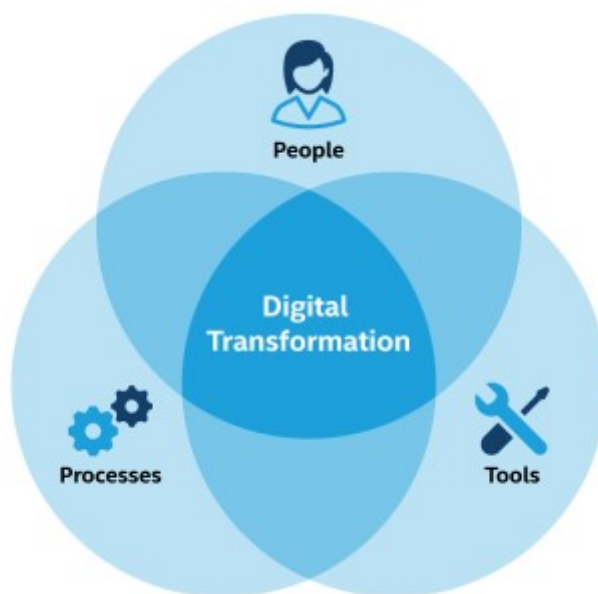 People
Digital
Transformation
Processes
Tools